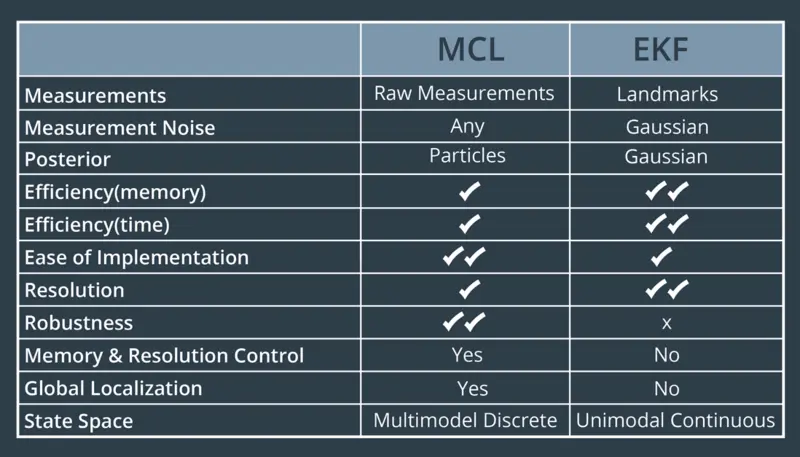 MCL EKF
Measurements Raw Measurements Landmarks
Measurement Noise Any Gaussian
Posterior Particles Gaussian
Efficiency(memory) ✓ ✓✓
Efficiency(time) ✓ ✓✓
Ease of Implementation ✓✓ ✓
Resolution ✓ ✓✓
Robustness ✓✓ x
Memory & Resolution Control Yes No
Global Localization Yes No
State Space Multimodel Discrete Unimodal Continuous